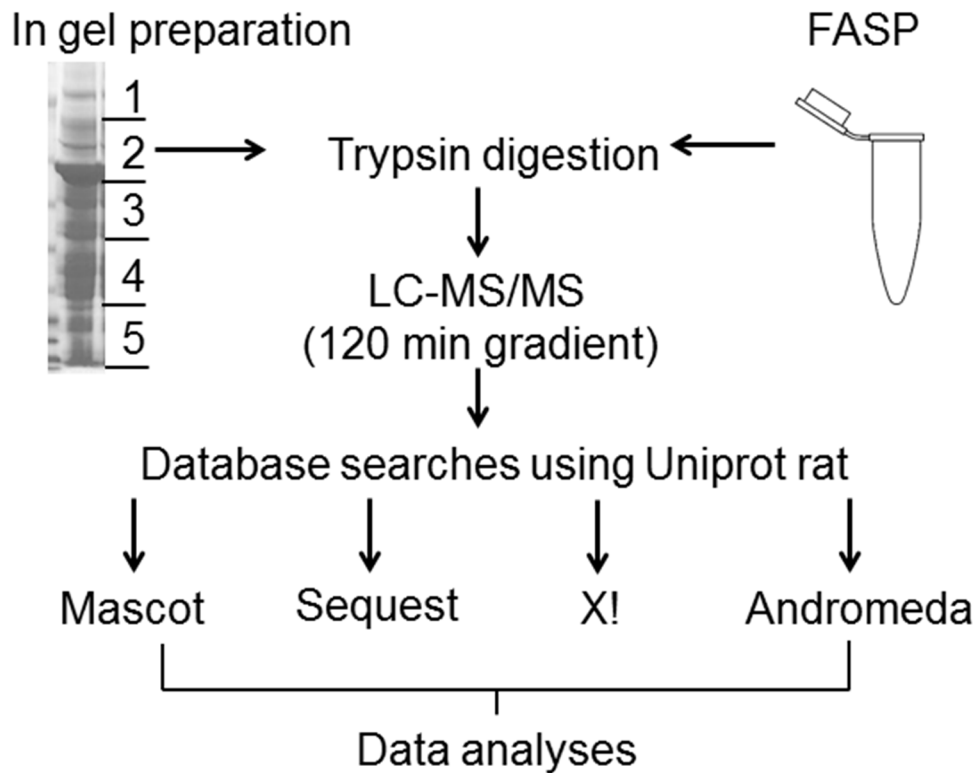 In gel preparation
FASP
1
2
3
4
5
Trypsin digestion
LC-MS/MS
(120 min gradient)
Database searches using Uniprot rat
Mascot
Sequest
X!
Andromeda
Data analyses